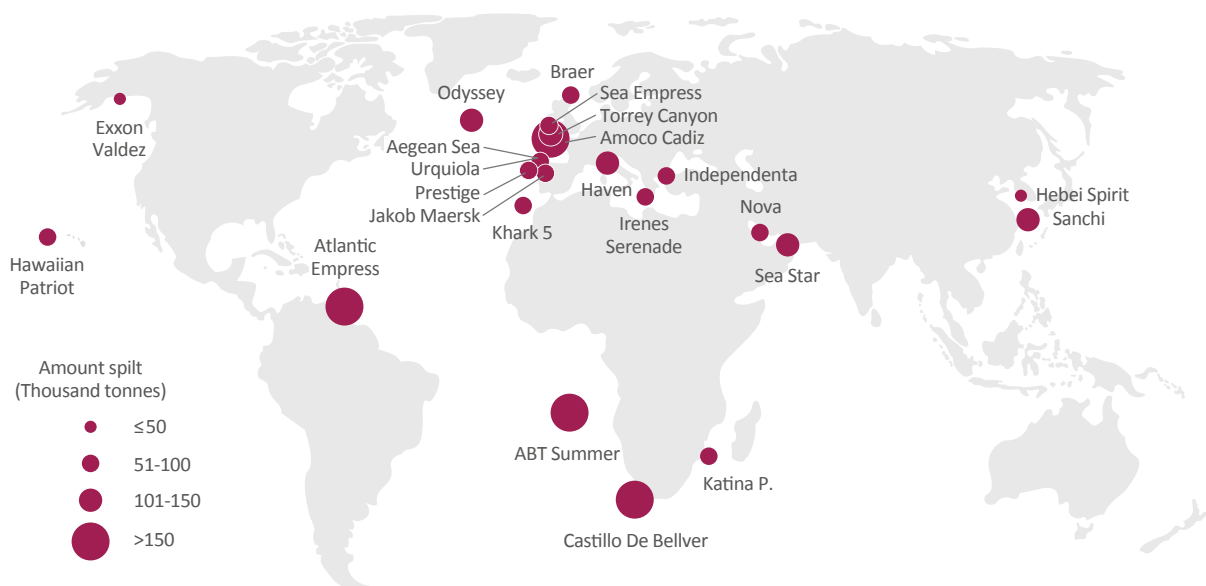 Braer
Odyssey
Sea Empress
Torrey Canyon
Amoco Cadiz
Exxon
Valdez
Aegean Sea
Urquiola
Prestige
Jakob Maersk
Haven
Independenta
Khark 5
Irenes
Serenade
Nova
Sea Star
Hebei Spirit
Sanchi
Hawaiian
Patriot
Atlantic
Empress
Amount spilt
(Thousand tonnes)
≤50
51-100
101-150
>150
ABT Summer
Katina P.
Castillo De Bellver